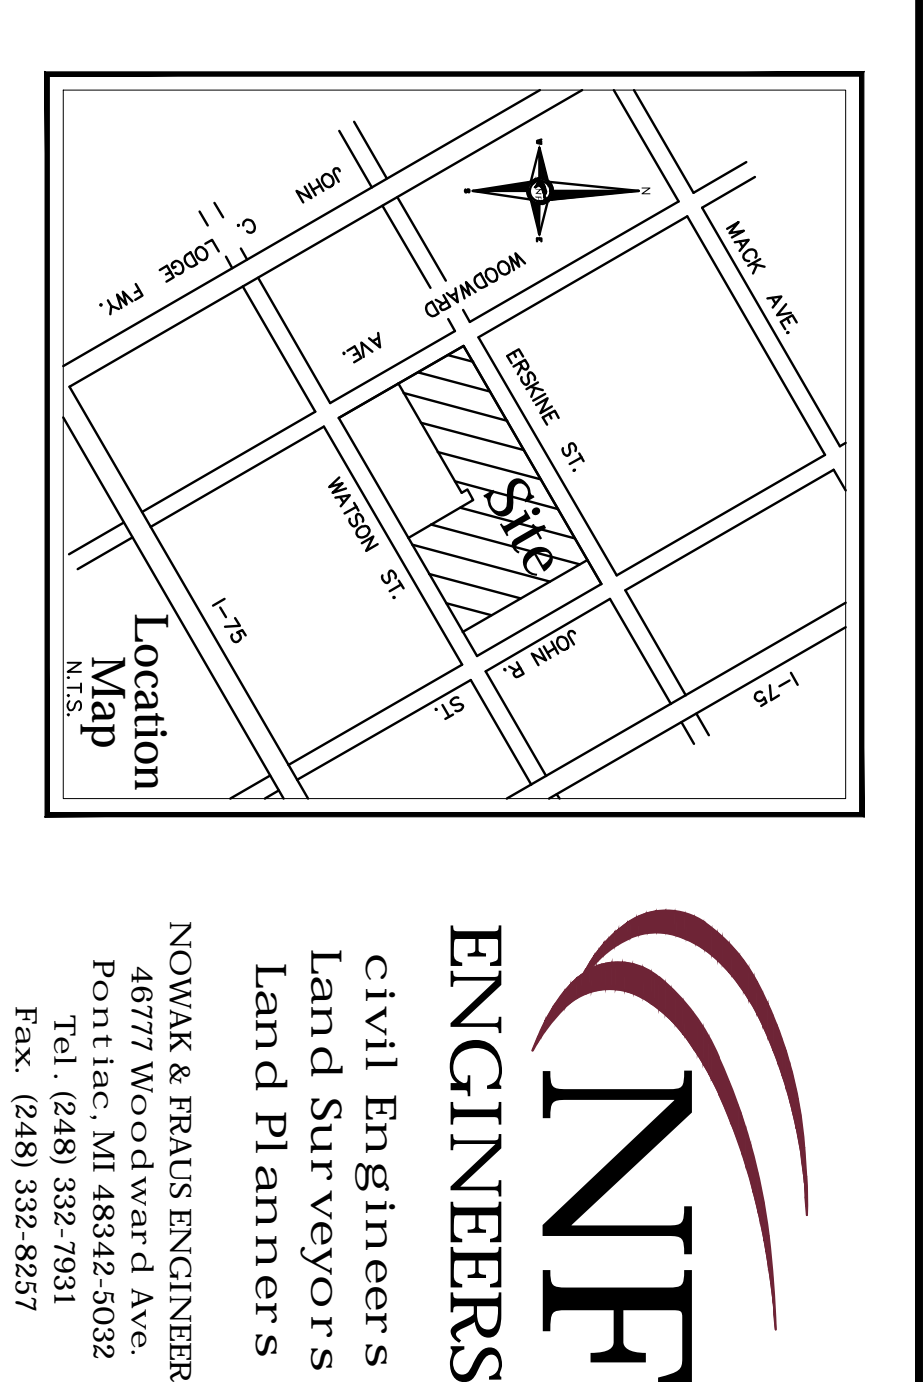 MACK AVE.
I-75
N
WOODWARD AVE.
ERSKINE ST.
Site
JOHN R. ST.
JOHN C. LODGE FWY.
WATSON ST.
I-75
Location
Map
N.T.S.
NF
ENGINEERS
civil Engineers
Land Surveyors
Land Planners
NOWAK & FRAUS ENGINEER
46777 Woodward Ave.
Pontiac, MI 48342-5032
Tel. (248) 332-7931
Fax. (248) 332-8257